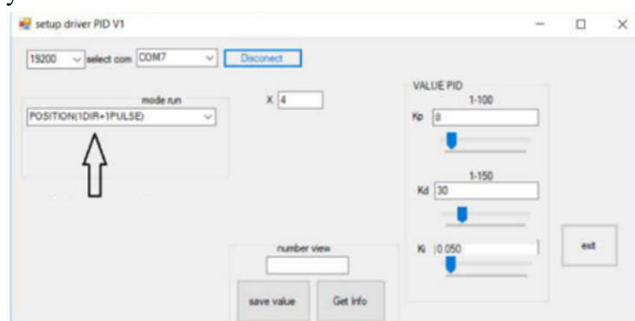 setup driver PID V1
19200 select com COM7 Disconect
mode run
POSITION(1DIR+1PULSE)
X 4
VALUE PID
1-100
Kp 8
1-150
Kd 30
Ki 0.050
number view
save value Get Info
exit